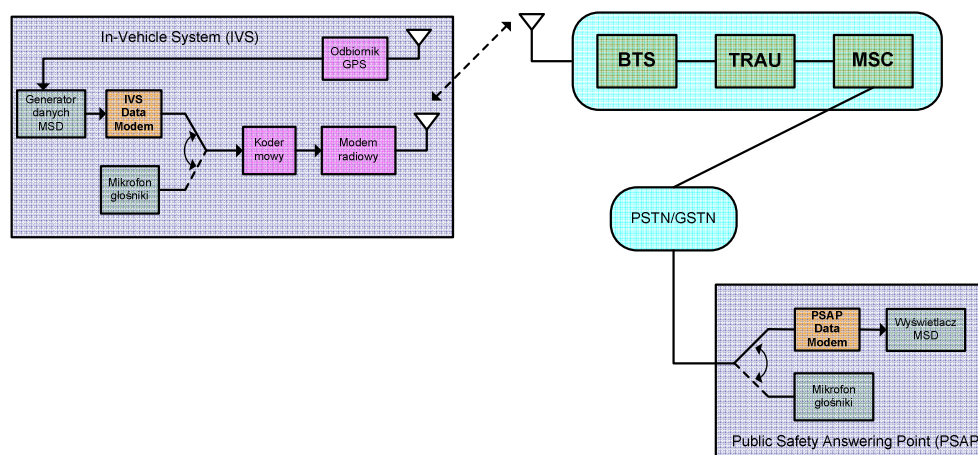 In-Vehicle System (IVS)
Odbiornik
GPS
Generator
danych
MSD
IVS
Data
Modem
Mikrofon
głośniki
Koder
mowy
Modem
radiowy
BTS
TRAU
MSC
PSTN/GSTN
PSAP
Data
Modem
Wyświetlacz
MSD
Mikrofon
głośniki
Public Safety Answering Point (PSAP